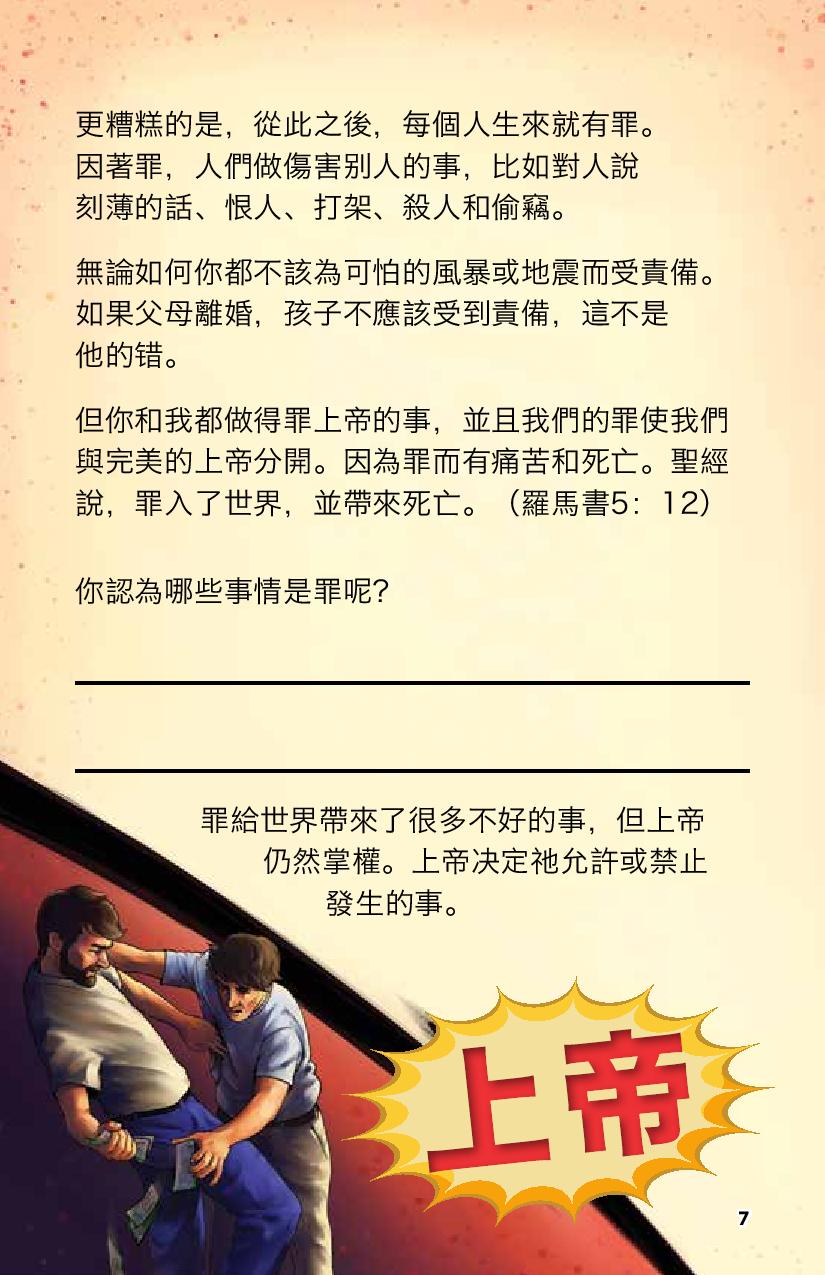 更糟糕的是，從此之後，每個人生來就有罪。
因著罪，人們做傷害别人的事，比如對人說
刻薄的話、恨人、打架、殺人和偷竊。
無論如何你都不該為可怕的風暴或地震而受責備。
如果父母離婚，孩子不應該受到責備，這不是
他的错。
但你和我都做得罪上帝的事，並且我們的罪使我們
與完美的上帝分開。因為罪而有痛苦和死亡。聖經
說，罪入了世界，並帶來死亡。（羅馬書5：12）
你認為哪些事情是罪呢？
罪給世界帶來了很多不好的事，但上帝
仍然掌權。上帝决定祂允許或禁止
發生的事。
上帝
7